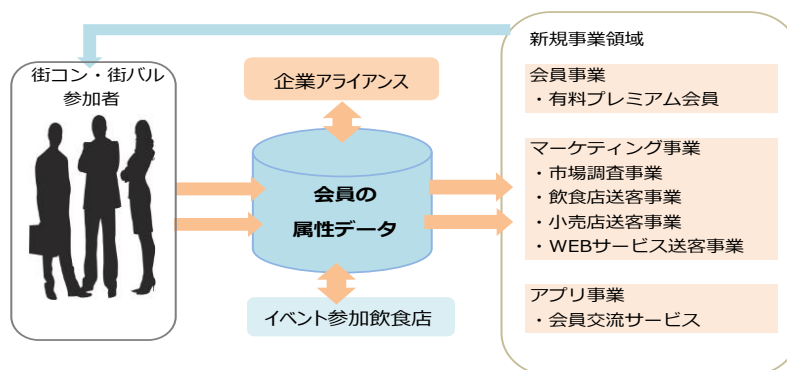 街コン・街バル
参加者
企業アライアンス
会員の
属性データ
イベント参加飲食店
新規事業領域
会員事業
・有料プレミアム会員
マーケティング事業
・市場調査事業
・飲食店送客事業
・小売店送客事業
・WEBサービス送客事業
アプリ事業
・会員交流サービス